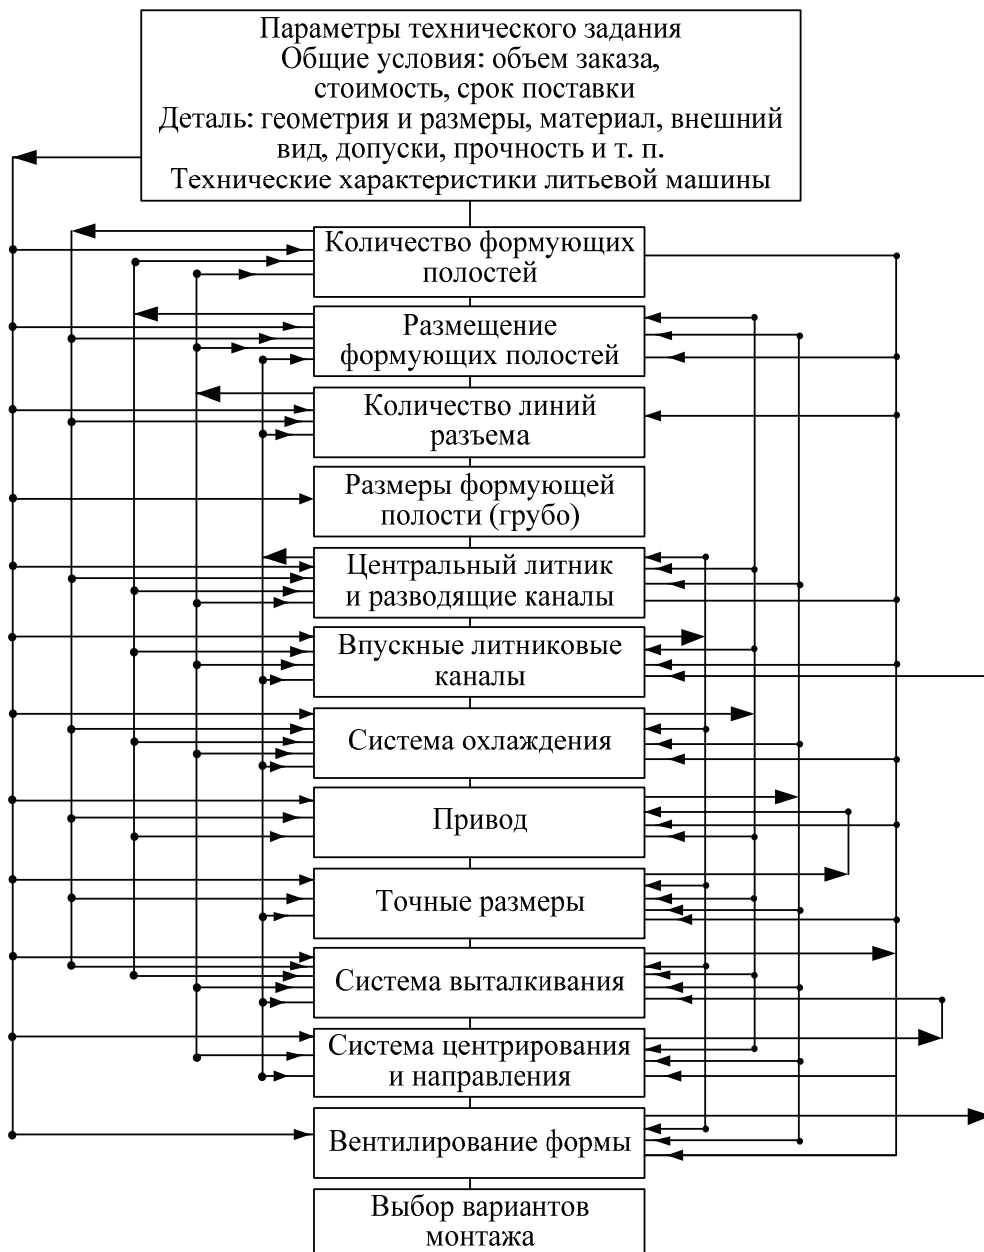 Параметры технического задания
Общие условия: объем заказа,
стоимость, срок поставки
Деталь: геометрия и размеры, материал, внешний
вид, допуски, прочность и т. п.
Технические характеристики литьевой машины
Количество формующих
полостей
Размещение
формующих полостей
Количество линий
разъема
Размеры формующей
полости (грубо)
Центральный литник
и разводящие каналы
Впускные литниковые
каналы
Система охлаждения
Привод
Точные размеры
Система выталкивания
Система центрирования
и направления
Вентилирование формы
Выбор вариантов
монтажа